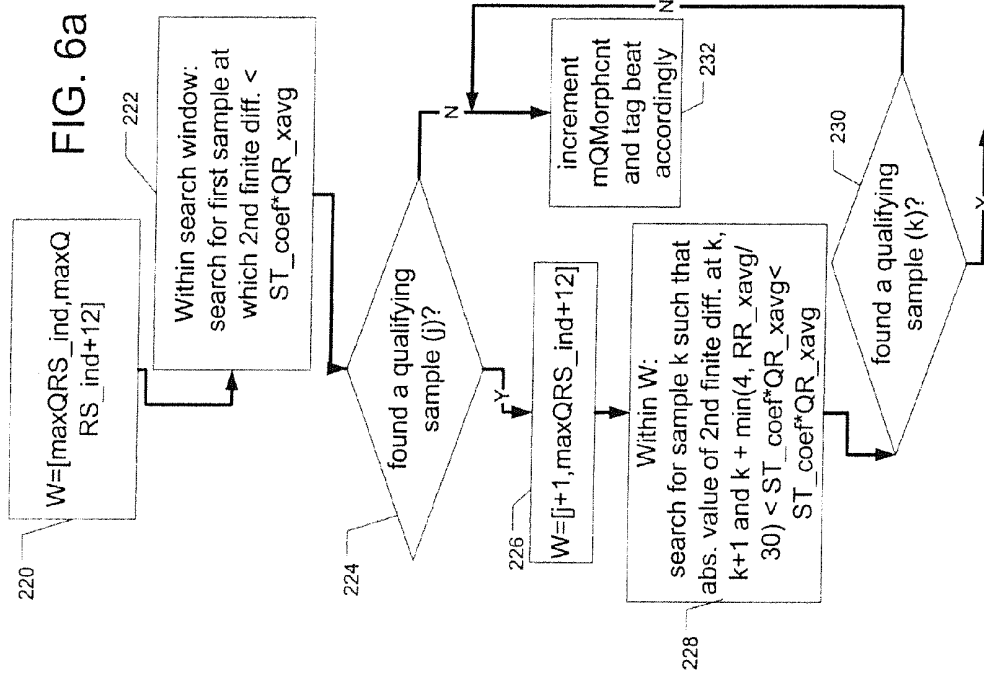 FIG. 6a
220
W=[maxQRS_ind,maxQ
RS_ind+12]
222
Within search window:
search for first sample at
which 2nd finite diff. <
ST_coef*QR_xavg
224
found a qualifying
sample (j)?
N
Y
226
W=[j+1,maxQRS_ind+12]
228
Within W:
search for sample k such that
abs. value of 2nd finite diff. at k,
k+1 and k + min(4, RR_xavg/
30) < ST_coef*QR_xavg<
ST_coef*QR_xavg
230
found a qualifying
sample (k)?
N
Y
increment
mQMorphcnt
and tag beat
accordingly
232